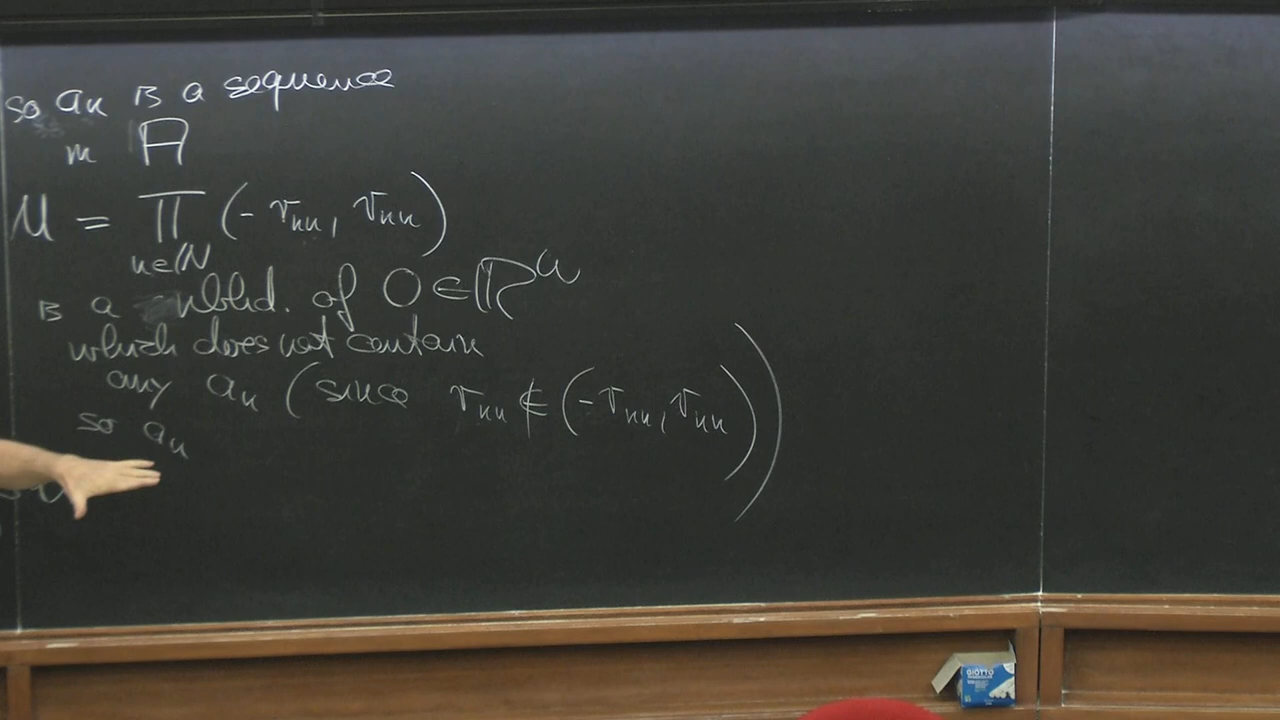 so aₙ is a sequence
in A
U = ∏ (- rₙₙ, rₙₙ)
n∈ℕ
is a nbhd. of O ∈ ℝ^ω
which does not contain
any aₙ (since rₙₙ ∉ (-rₙₙ, rₙₙ))
so aₙ
GIOTTO